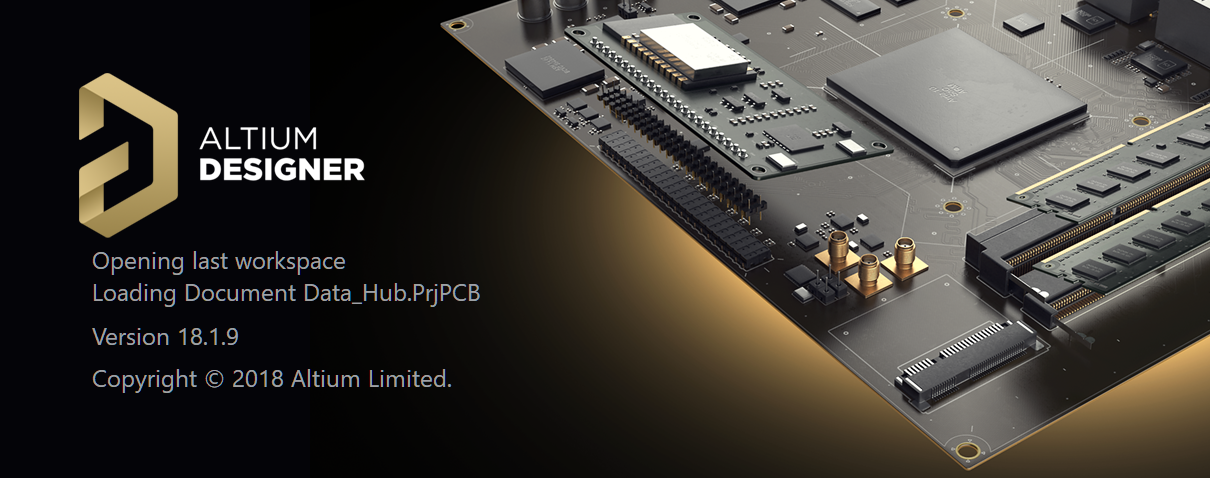 ALTIUM
DESIGNER
Opening last workspace
Loading Document Data_Hub.PrjPCB
Version 18.1.9
Copyright © 2018 Altium Limited.